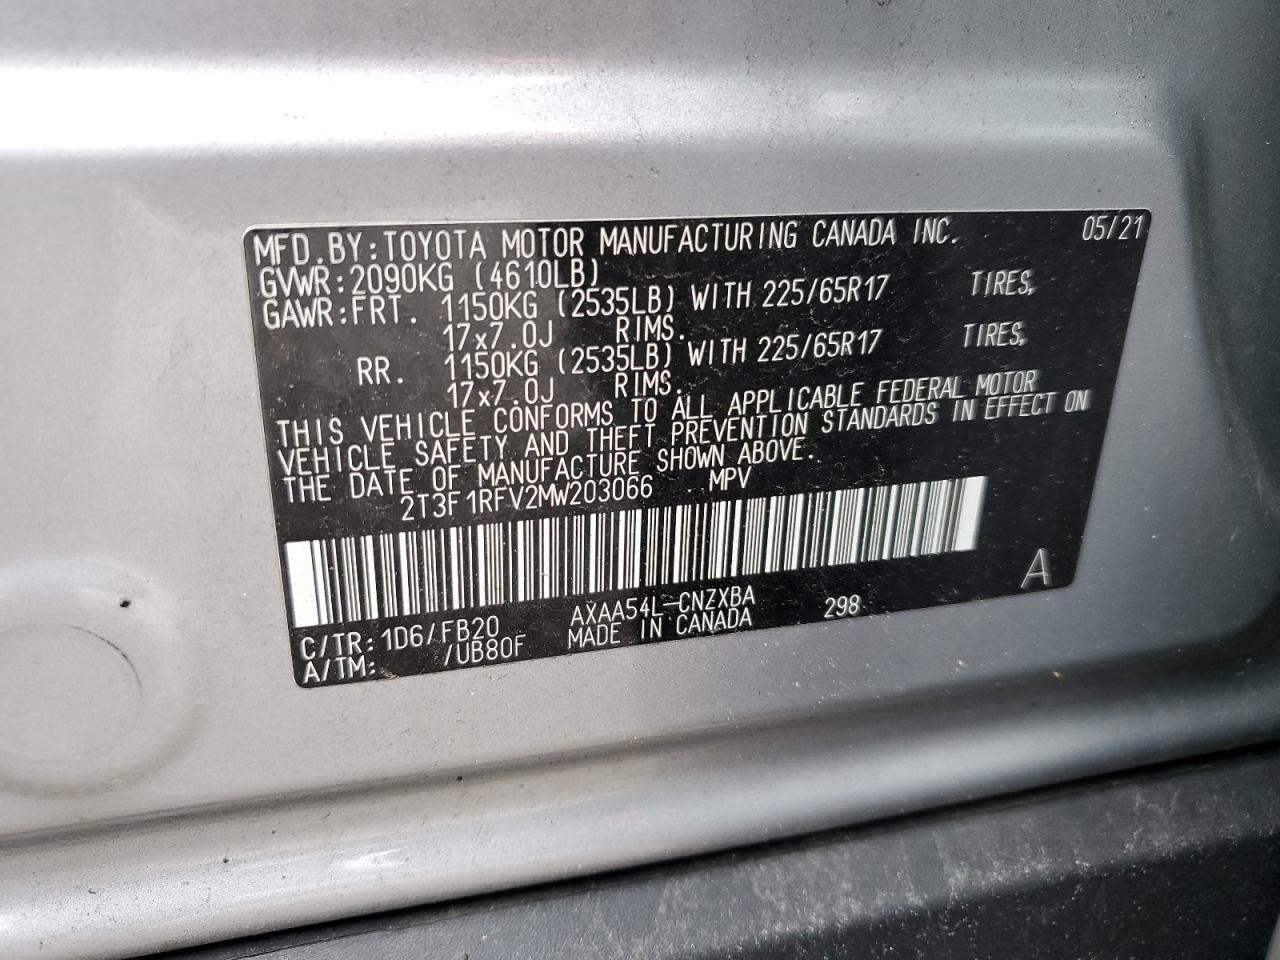 MFD.BY:TOYOTA MOTOR MANUFACTURING CANADA INC. 05/21
GVWR:2090KG (4610LB)
GAWR:FRT. 1150KG (2535LB) WITH 225/65R17 TIRES,
17x7.0J RIMS.
RR. 1150KG (2535LB) WITH 225/65R17 TIRES,
17x7.0J RIMS.
THIS VEHICLE CONFORMS TO ALL APPLICABLE FEDERAL MOTOR
VEHICLE SAFETY AND THEFT PREVENTION STANDARDS IN EFFECT ON
THE DATE OF MANUFACTURE SHOWN ABOVE.
2T3F1RFV2MW203066 MPV
A
C/TR:1D6/FB20 AXAA54L-CNZXBA 298
A/TM: /UB80F MADE IN CANADA